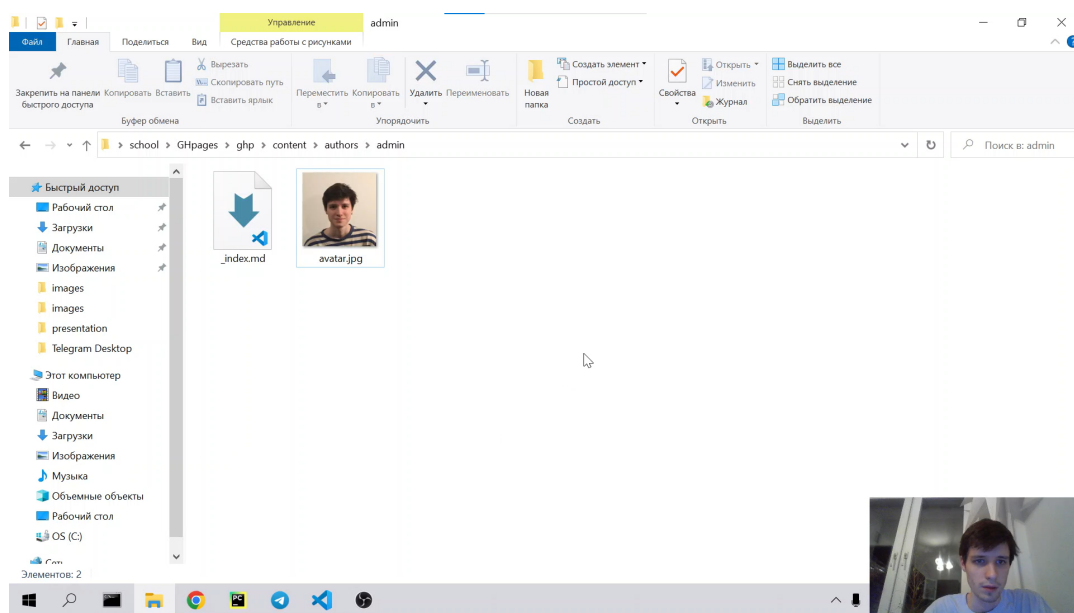 Управление admin
Файл Главная Поделиться Вид Средства работы с рисунками
Закрепить на панели быстрого доступа
Копировать
Вставить
Вырезать
Скопировать путь
Вставить ярлык
Буфер обмена
Переместить в
Копировать в
Удалить
Переименовать
Упорядочить
Новая папка
Создать элемент
Простой доступ
Создать
Свойства
Открыть
Изменить
Журнал
Открыть
Выделить все
Снять выделение
Обратить выделение
Выделить
school > GHpages > ghp > content > authors > admin
Поиск в: admin
Быстрый доступ
Рабочий стол
Загрузки
Документы
Изображения
images
images
presentation
Telegram Desktop
Этот компьютер
Видео
Документы
Загрузки
Изображения
Музыка
Объемные объекты
Рабочий стол
OS (C:)
_index.md
avatar.jpg
Элементов: 2
PC